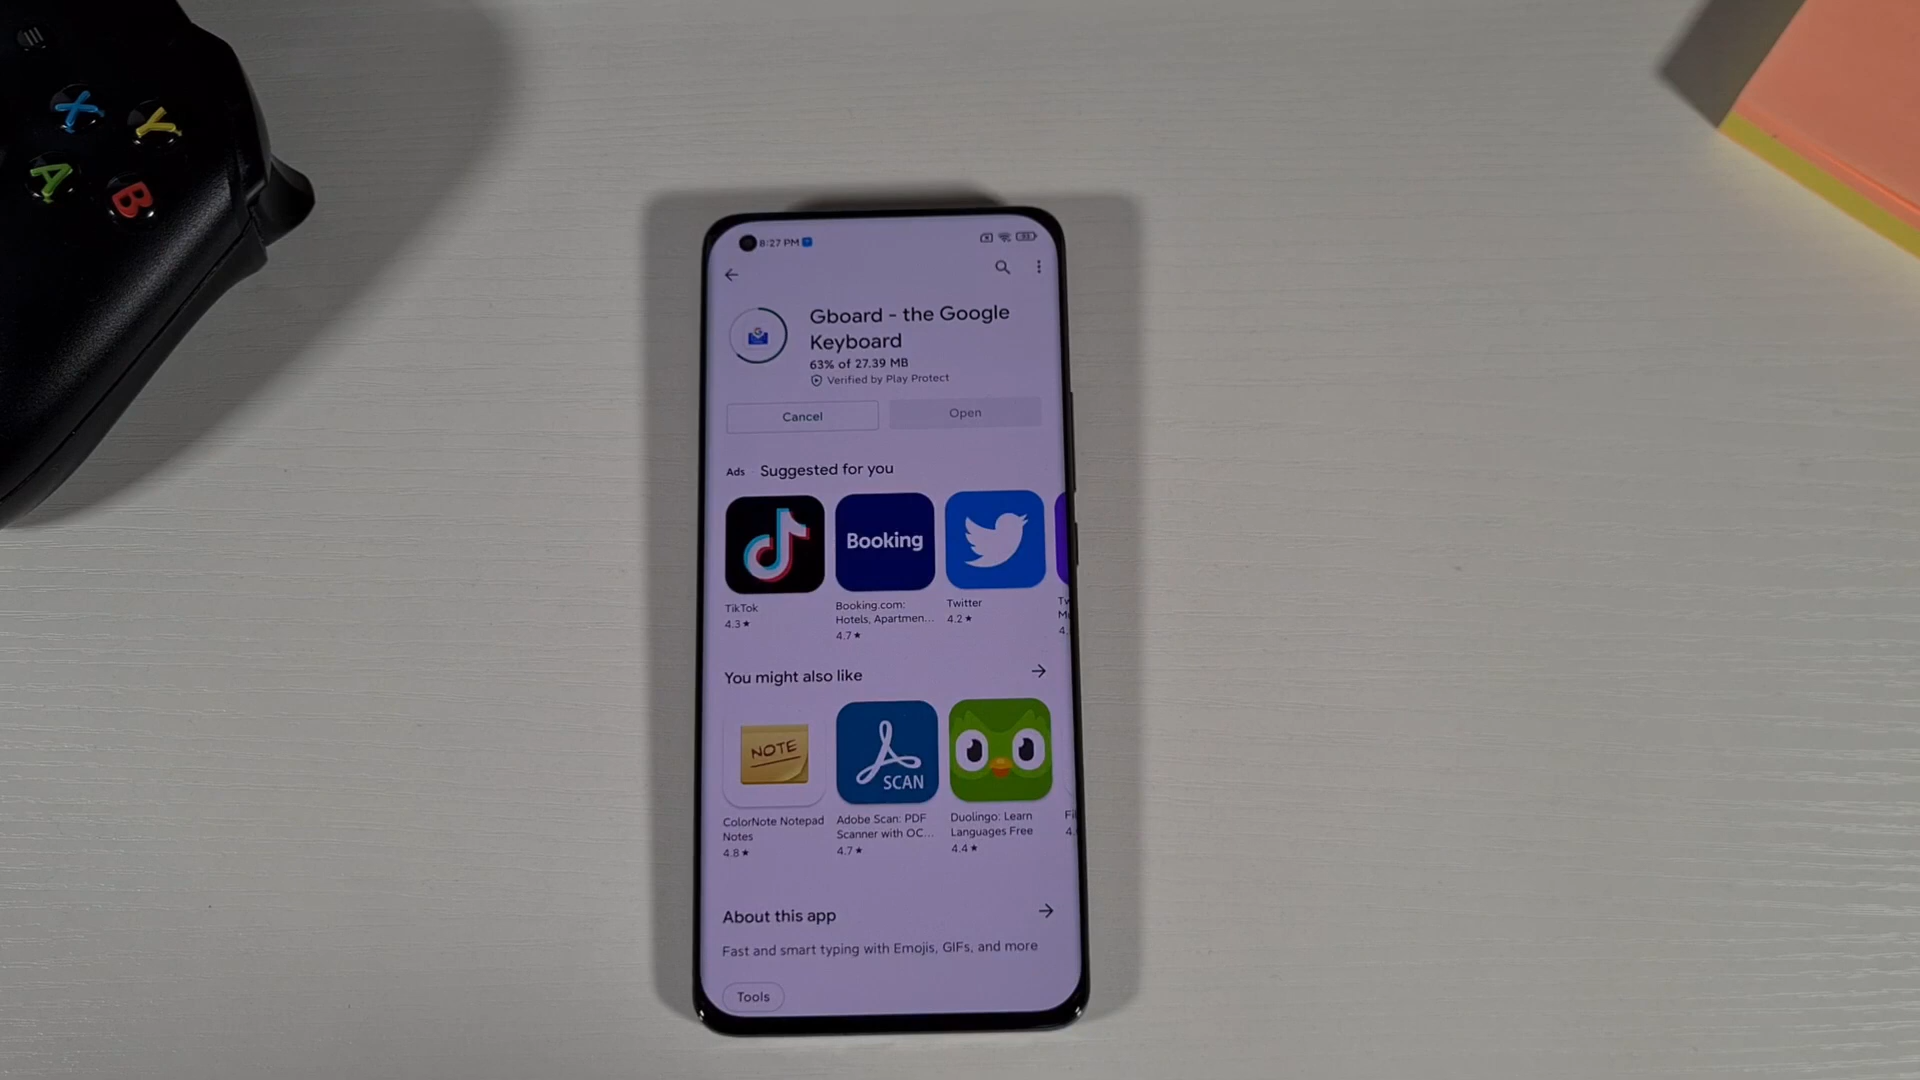 X
Y
A
B
8:27 PM
Gboard - the Google
Keyboard
63% of 27.39 MB
Verified by Play Protect
Cancel
Open
Ads · Suggested for you
Booking
TikTok
4.3★
Booking.com:
Hotels, Apartmen...
4.7★
Twitter
4.2★
You might also like
NOTE
SCAN
ColorNote Notepad
Notes
4.8★
Adobe Scan: PDF
Scanner with OC...
4.7★
Duolingo: Learn
Languages Free
4.4★
About this app
Fast and smart typing with Emojis, GIFs, and more
Tools